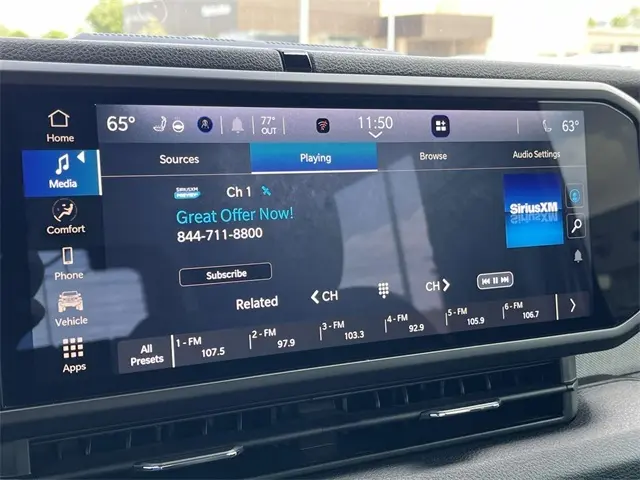 65°
77°
OUT
11:50
63°
Home
Media
Comfort
Phone
Vehicle
Apps
Sources
Playing
Browse
Audio Settings
SiriusXM
PREVIEW
Ch 1
Great Offer Now!
844-711-8800
SiriusXM
Subscribe
Related
CH
CH
All
Presets
1 - FM
107.5
2 - FM
97.9
3 - FM
103.3
4 - FM
92.9
5 - FM
105.9
6 - FM
106.7